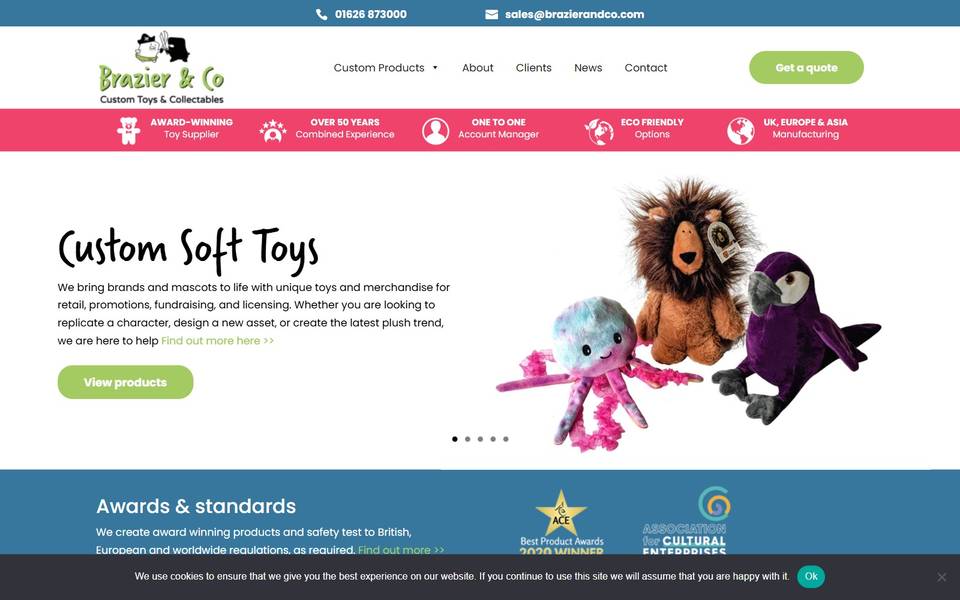 01626 873000
sales@brazierandco.com
Brazier & Co
Custom Toys & Collectables
Custom Products
About
Clients
News
Contact
Get a quote
AWARD-WINNING
Toy Supplier
OVER 50 YEARS
Combined Experience
ONE TO ONE
Account Manager
ECO FRIENDLY
Options
UK, EUROPE & ASIA
Manufacturing
Custom Soft Toys
We bring brands and mascots to life with unique toys and merchandise for
retail, promotions, fundraising, and licensing. Whether you are looking to
replicate a character, design a new asset, or create the latest plush trend,
we are here to help Find out more here >>
View products
Awards & standards
We create award winning products and safety test to British,
European and worldwide regulations, as required. Find out more >>
ACE
Best Product Awards
2020 WINNER
ASSOCIATION
for CULTURAL
ENTERPRISES
We use cookies to ensure that we give you the best experience on our website. If you continue to use this site we will assume that you are happy with it.
Ok